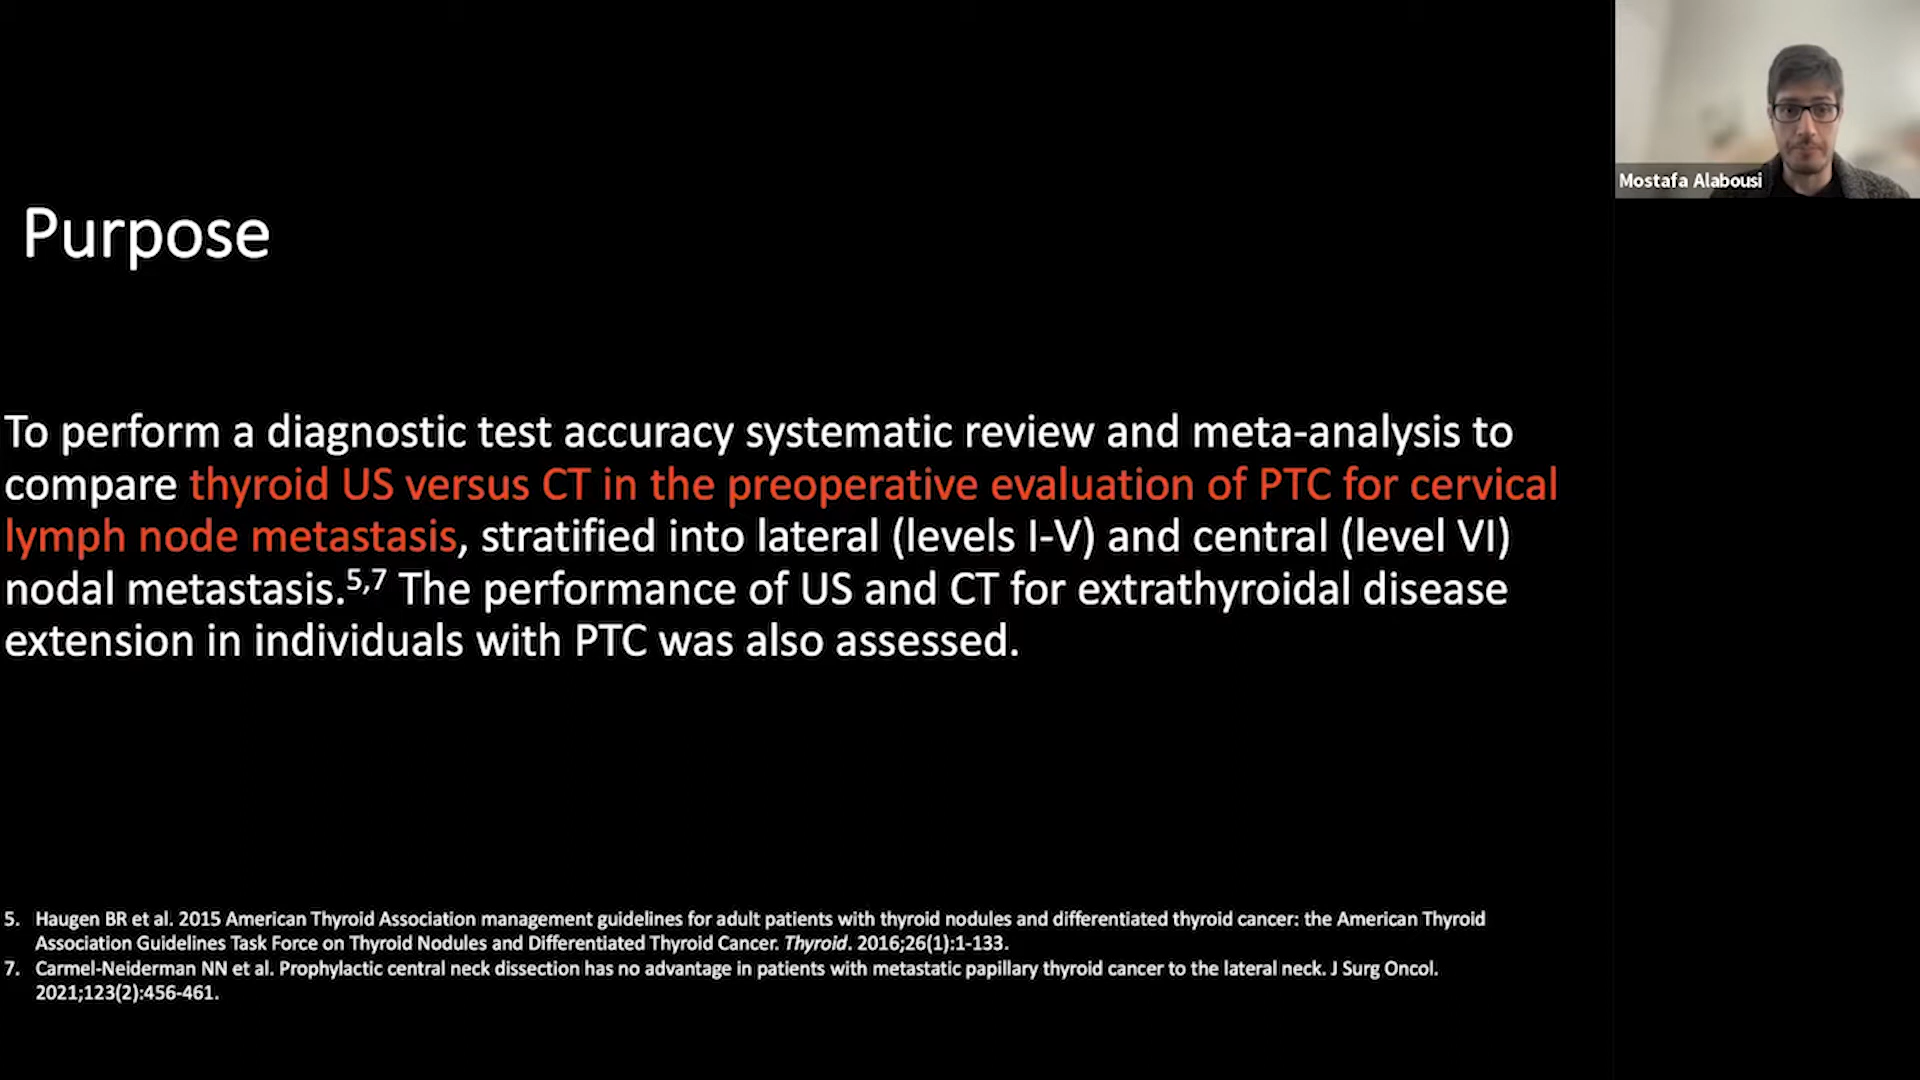 Mostafa Alabousi
Purpose
To perform a diagnostic test accuracy systematic review and meta-analysis to
compare thyroid US versus CT in the preoperative evaluation of PTC for cervical
lymph node metastasis, stratified into lateral (levels I-V) and central (level VI)
nodal metastasis.5,7 The performance of US and CT for extrathyroidal disease
extension in individuals with PTC was also assessed.
5. Haugen BR et al. 2015 American Thyroid Association management guidelines for adult patients with thyroid nodules and differentiated thyroid cancer: the American Thyroid
Association Guidelines Task Force on Thyroid Nodules and Differentiated Thyroid Cancer. Thyroid. 2016;26(1):1-133.
7. Carmel-Neiderman NN et al. Prophylactic central neck dissection has no advantage in patients with metastatic papillary thyroid cancer to the lateral neck. J Surg Oncol.
2021;123(2):456-461.